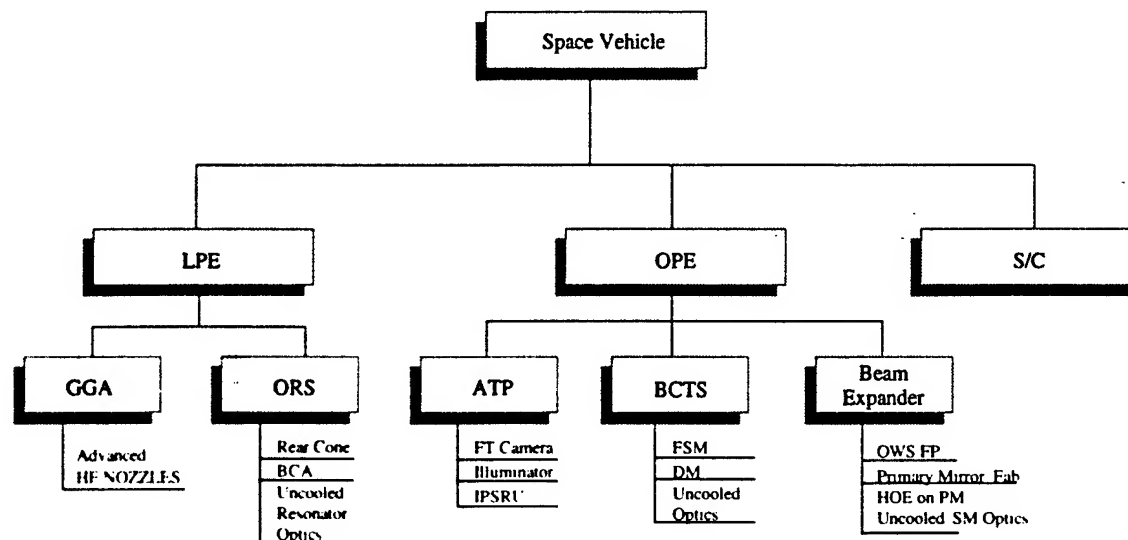 Space Vehicle
LPE
OPE
S/C
GGA
ORS
ATP
BCTS
Beam
Expander
Advanced
HF NOZZLES
Rear Cone
BCA
Uncooled
Resonator
Optics
FT Camera
Illuminator
IPSRU
FSM
DM
Uncooled
Optics
OWS FP
Primary Mirror Fab
HOE on PM
Uncooled SM Optics